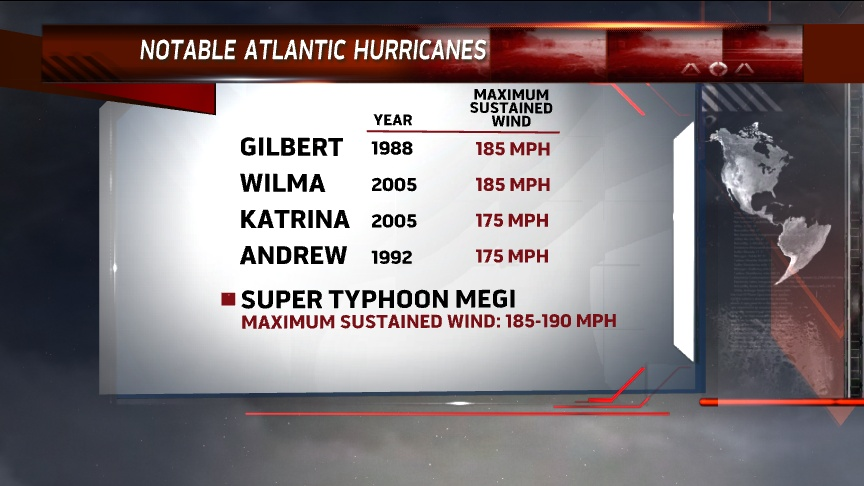 NOTABLE ATLANTIC HURRICANES
YEAR
MAXIMUM
SUSTAINED
WIND
GILBERT 1988 185 MPH
WILMA 2005 185 MPH
KATRINA 2005 175 MPH
ANDREW 1992 175 MPH
SUPER TYPHOON MEGI
MAXIMUM SUSTAINED WIND: 185-190 MPH